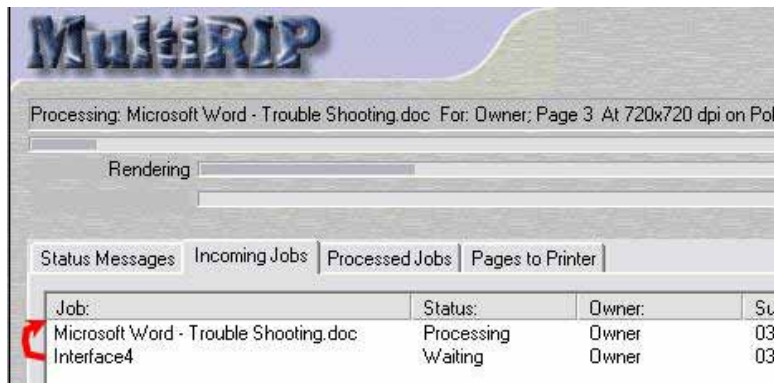 MultiRIP
Processing: Microsoft Word - Trouble Shooting.doc For: Owner; Page 3 At 720x720 dpi on Pol
Rendering
Status Messages Incoming Jobs Processed Jobs Pages to Printer
Job: Status: Owner: Su
Microsoft Word - Trouble Shooting.doc Processing Owner 03
Interface4 Waiting Owner 03